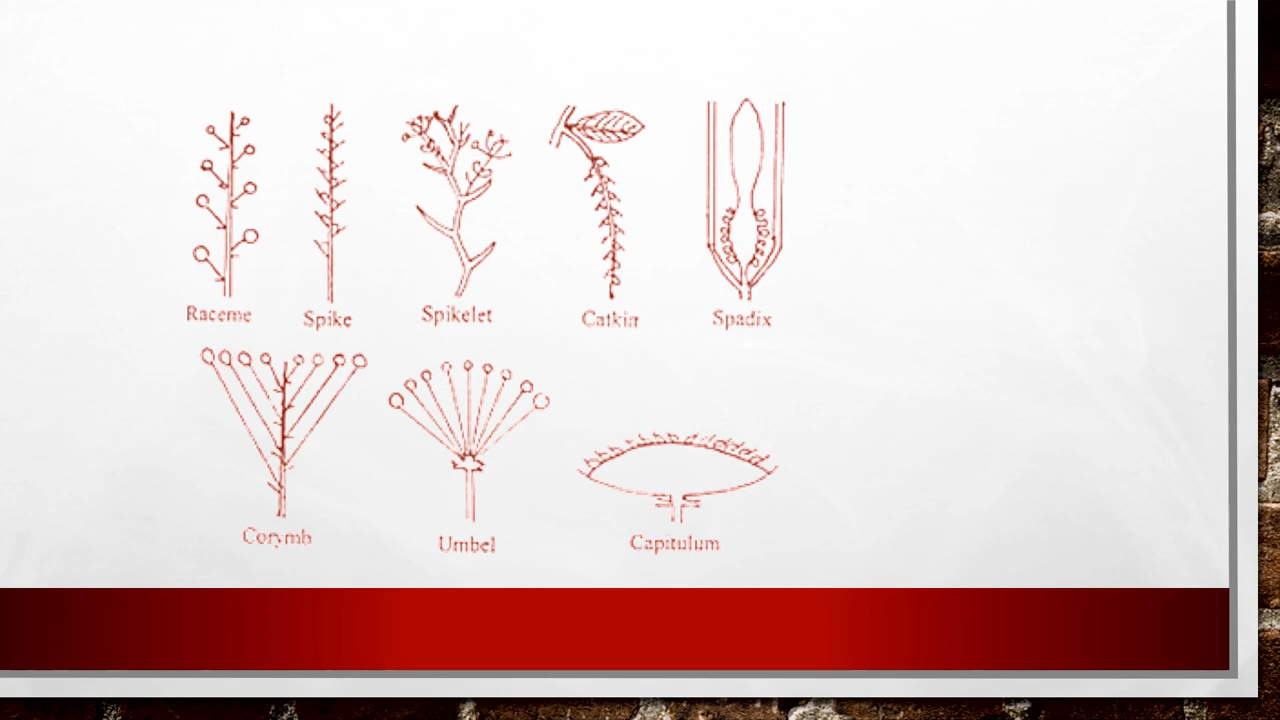 Raceme
Spike
Spikelet
Catkin
Spadix
Corymb
Umbel
Capitulum